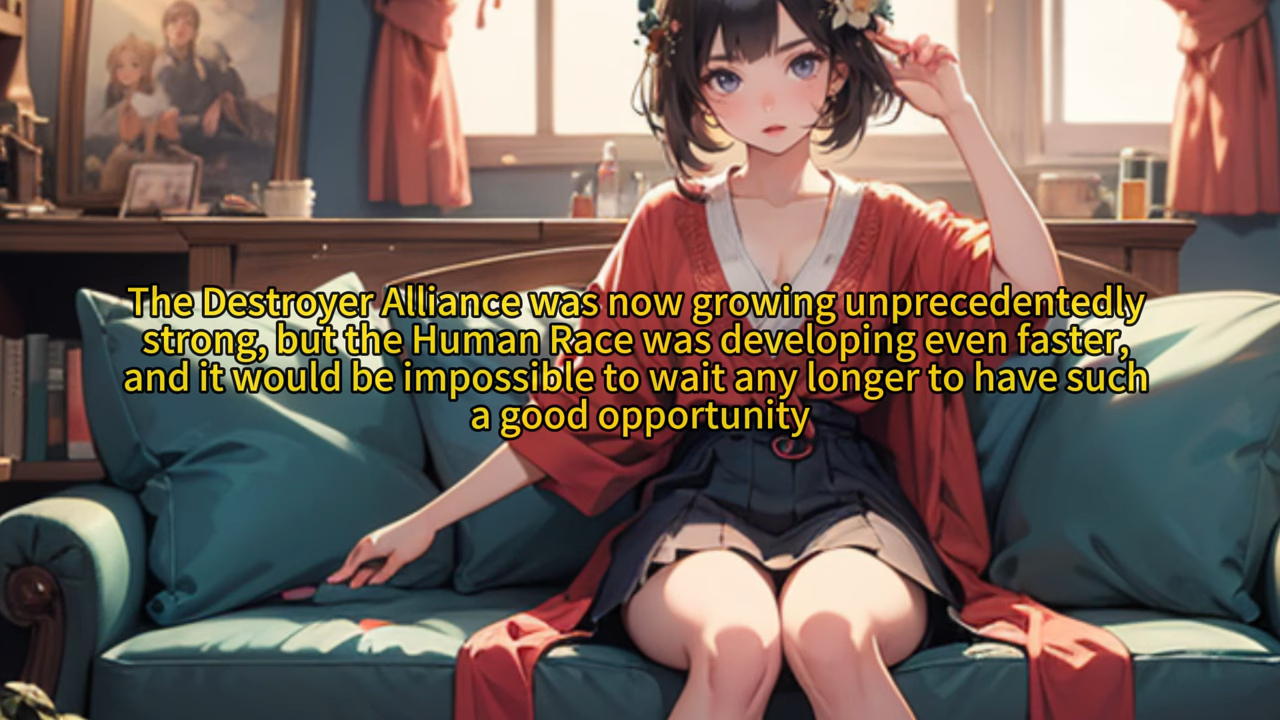 The Destroyer Alliance was now growing unprecedentedly
strong, but the Human Race was developing even faster,
and it would be impossible to wait any longer to have such
a good opportunity